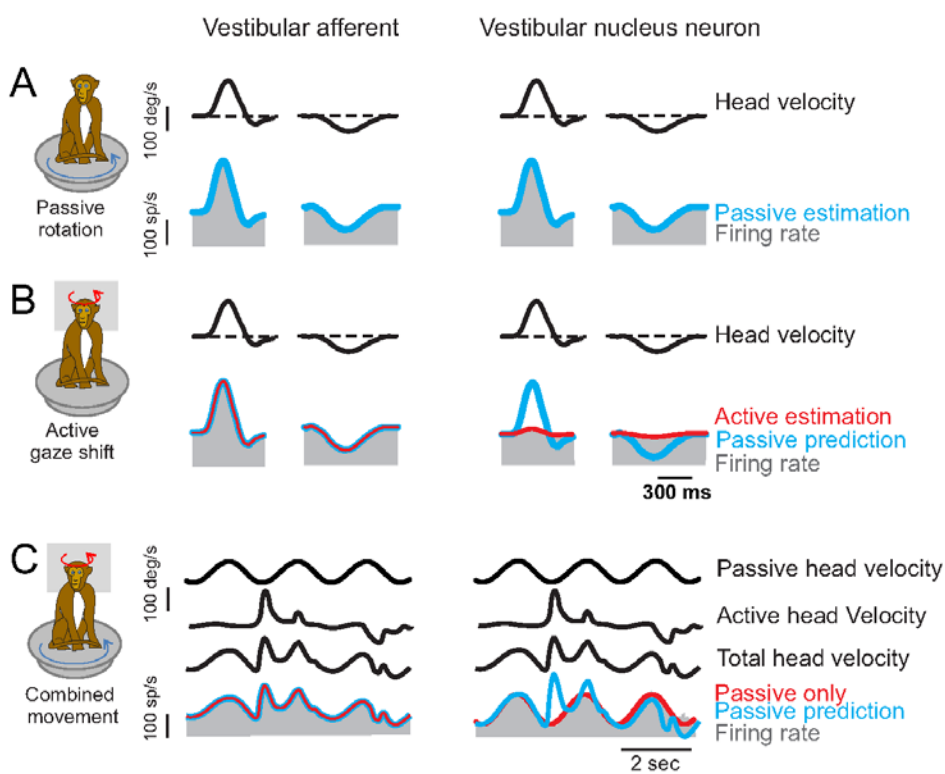 Vestibular afferent
Vestibular nucleus neuron
A
100 deg/s
Head velocity
Passive
rotation
100 sp/s
Passive estimation
Firing rate
B
Head velocity
Active
gaze shift
Active estimation
Passive prediction
Firing rate
300 ms
C
100 deg/s
Passive head velocity
Active head Velocity
Total head velocity
Combined
movement
100 sp/s
Passive only
Passive prediction
Firing rate
2 sec